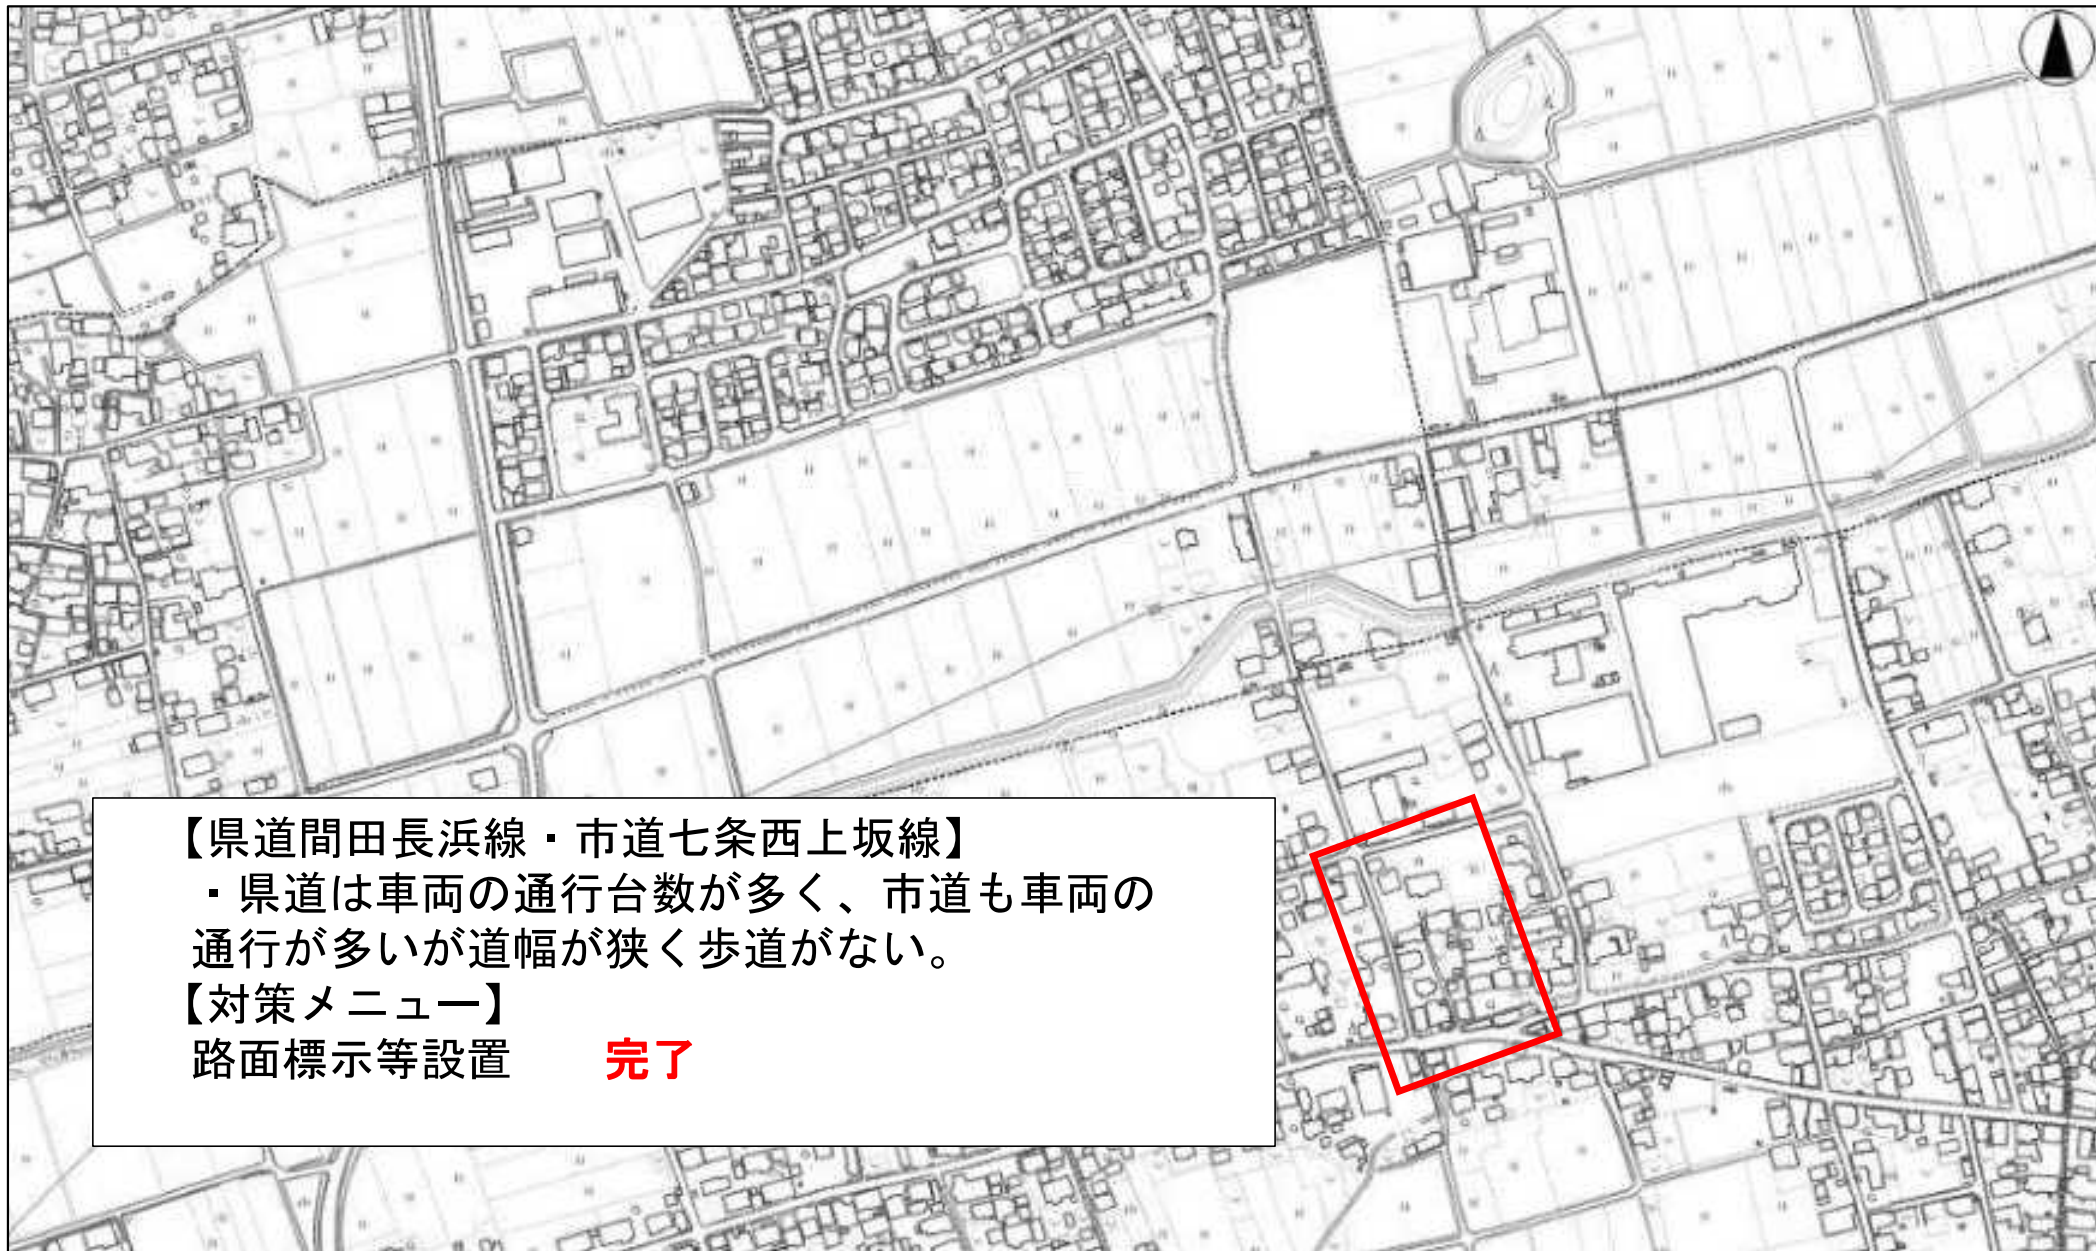 【県道間田長浜線・市道七条西上坂線】
・県道は車両の通行台数が多く、市道も車両の
通行が多いが道幅が狭く歩道がない。
【対策メニュー】
路面標示等設置　　完了